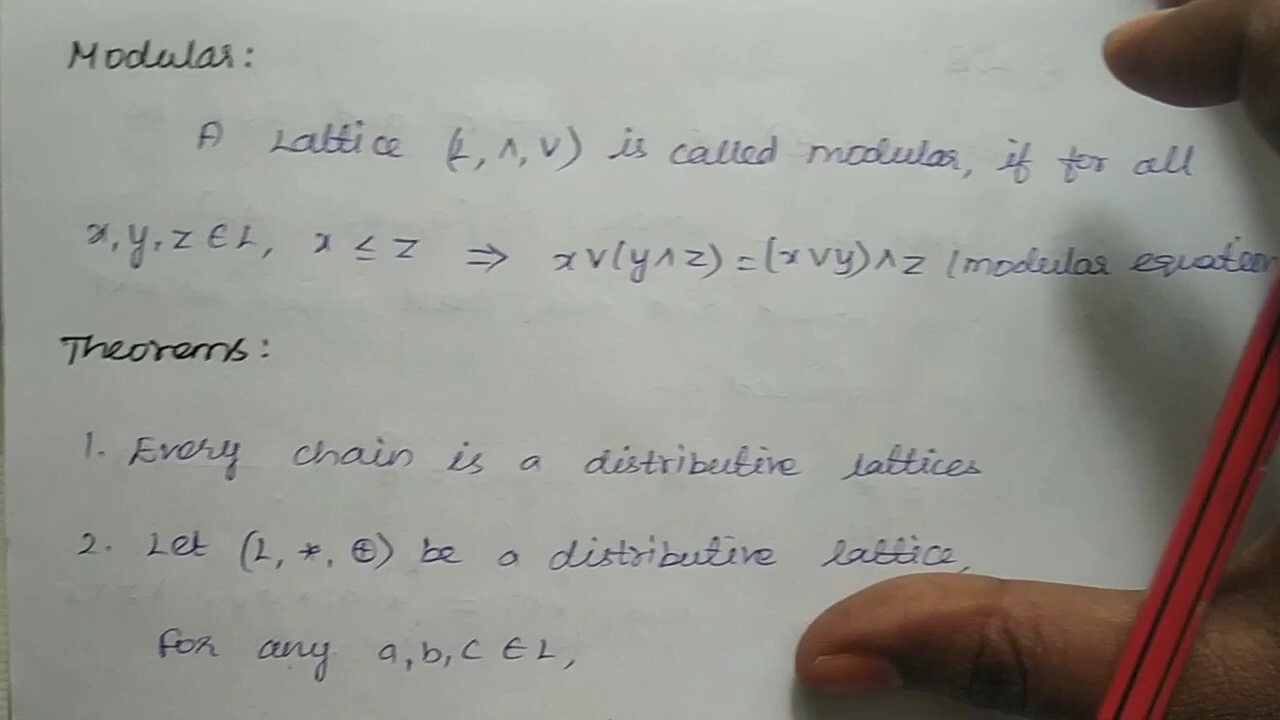 Modular:
A Lattice (L, ∧, ∨) is called modular, if for all
x, y, z ∈ L, x ≤ z ⇒ x ∨ (y ∧ z) = (x ∨ y) ∧ z (modular equation
Theorems:
1. Every chain is a distributive lattices
2. Let (L, *, ⊕) be a distributive lattice,
for any a, b, c ∈ L,